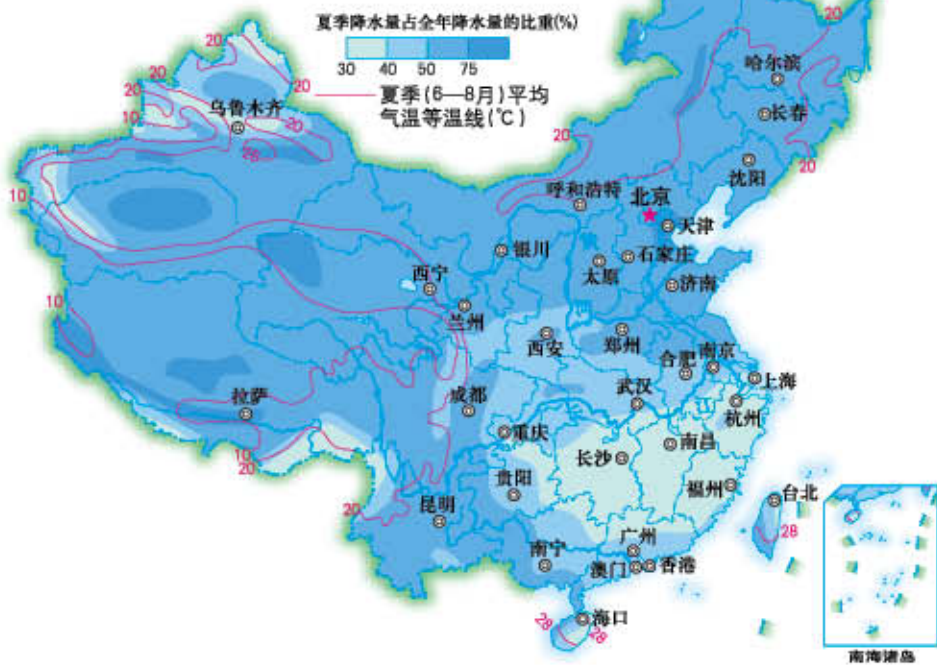 夏季降水量占全年降水量的比重(%)
30 40 50 75
夏季(6—8月)平均
气温等温线(℃)
20
20
20
20
20
20
20
10
20
28
10
10
10
20
20
20
20
28
28
28
哈尔滨
长春
乌鲁木齐
沈阳
呼和浩特
北京
天津
银川
石家庄
太原
西宁
济南
兰州
西安
郑州
合肥
南京
上海
拉萨
成都
武汉
杭州
重庆
南昌
长沙
贵阳
福州
台北
昆明
广州
南宁
澳门
香港
海口
南海诸岛